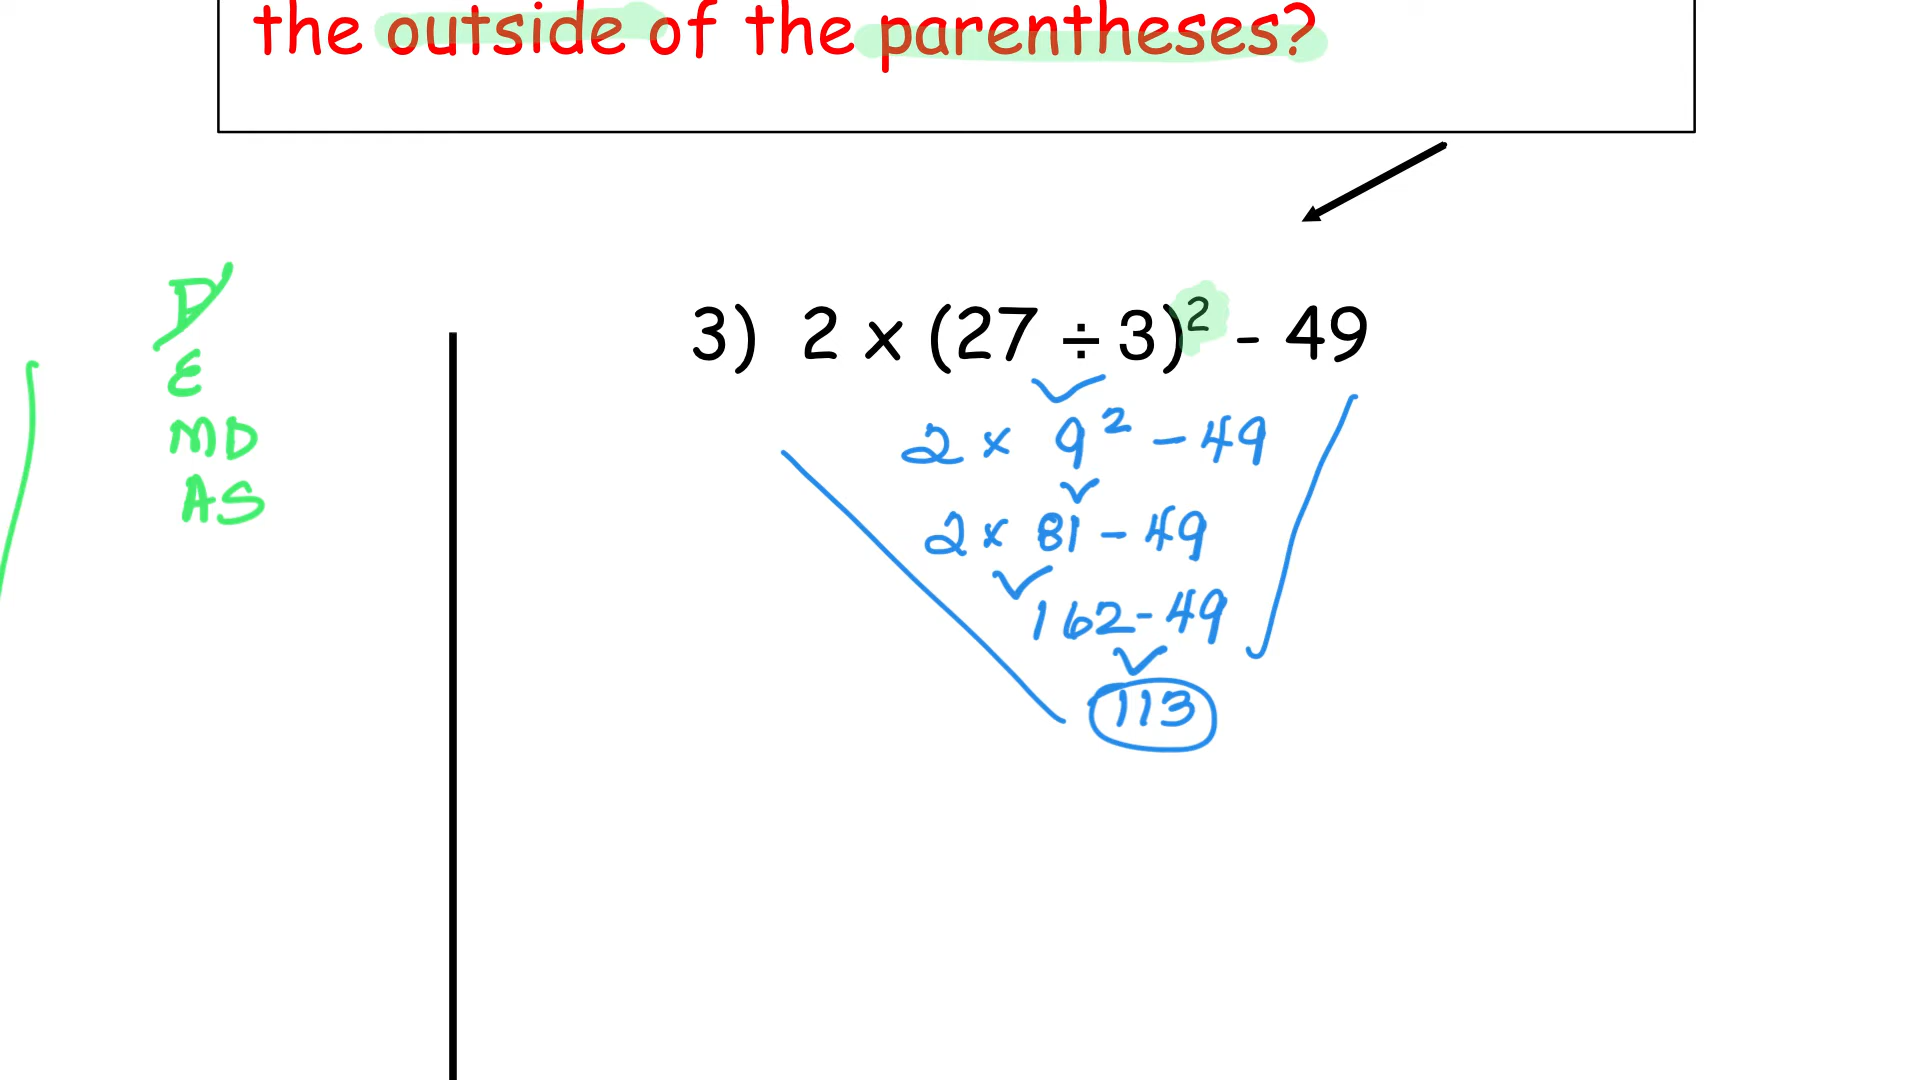 the outside of the parentheses?
P
E
MD
AS
3) 2 x (27 ÷ 3)² - 49
2 × 9² - 49
2 × 81 - 49
162 - 49
113